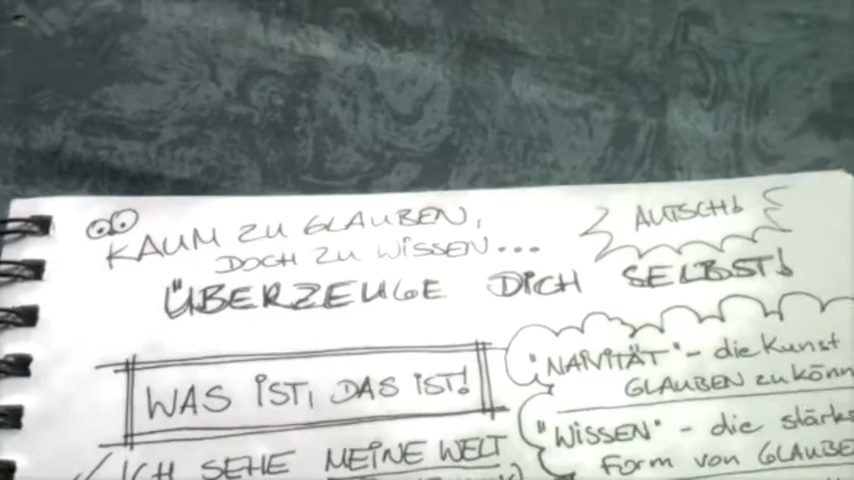 KAUM ZU GLAUBEN,
DOCH ZU WISSEN...
ÜBERZEUGE DICH SELBST!
AUTSCH!
WAS IST, DAS IST!
ICH SEHE MEINE WELT
"NAIVITÄT" - die Kunst
GLAUBEN zu könn
"WISSEN" - die stärks
Form von GLAUBE